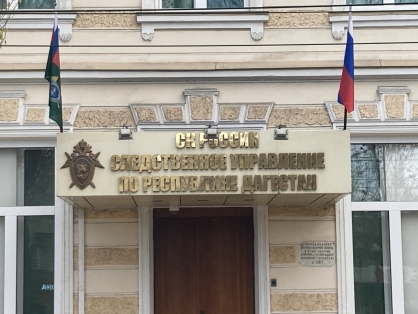 СК РОССИИ
СЛЕДСТВЕННОЕ УПРАВЛЕНИЕ
ПО РЕСПУБЛИКЕ ДАГЕСТАН